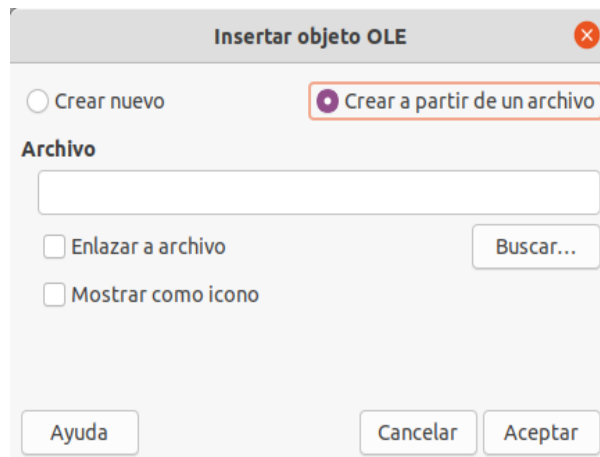 Insertar objeto OLE
Crear nuevo
Crear a partir de un archivo
Archivo
Enlazar a archivo
Buscar...
Mostrar como icono
Ayuda
Cancelar
Aceptar